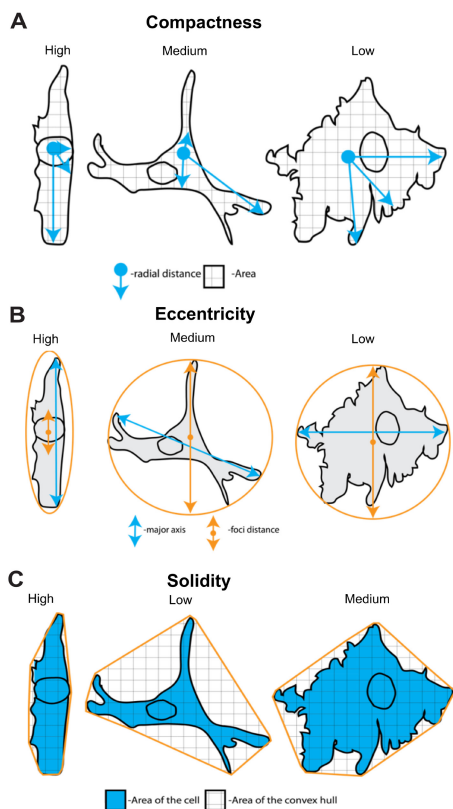 A
Compactness
High
Medium
Low
-radial distance
-Area
B
Eccentricity
High
Medium
Low
-major axis
-foci distance
C
Solidity
High
Low
Medium
-Area of the cell
-Area of the convex hull